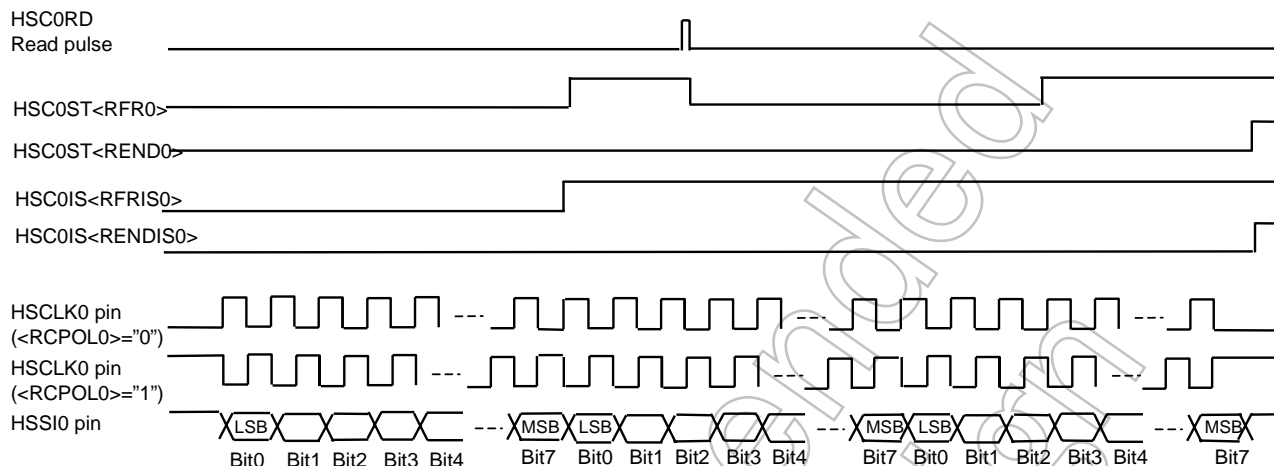 HSC0RD
Read pulse
HSC0ST<RFR0>
HSC0ST<REND0>
HSC0IS<RFRIS0>
HSC0IS<RENDIS0>
HSCLK0 pin
(<RCPOL0>="0")
HSCLK0 pin
(<RCPOL0>="1")
HSSI0 pin
LSB MSB LSB MSB LSB MSB
Bit0 Bit1 Bit2 Bit3 Bit4 Bit7 Bit0 Bit1 Bit2 Bit3 Bit4 Bit7 Bit0 Bit1 Bit2 Bit3 Bit4 Bit7